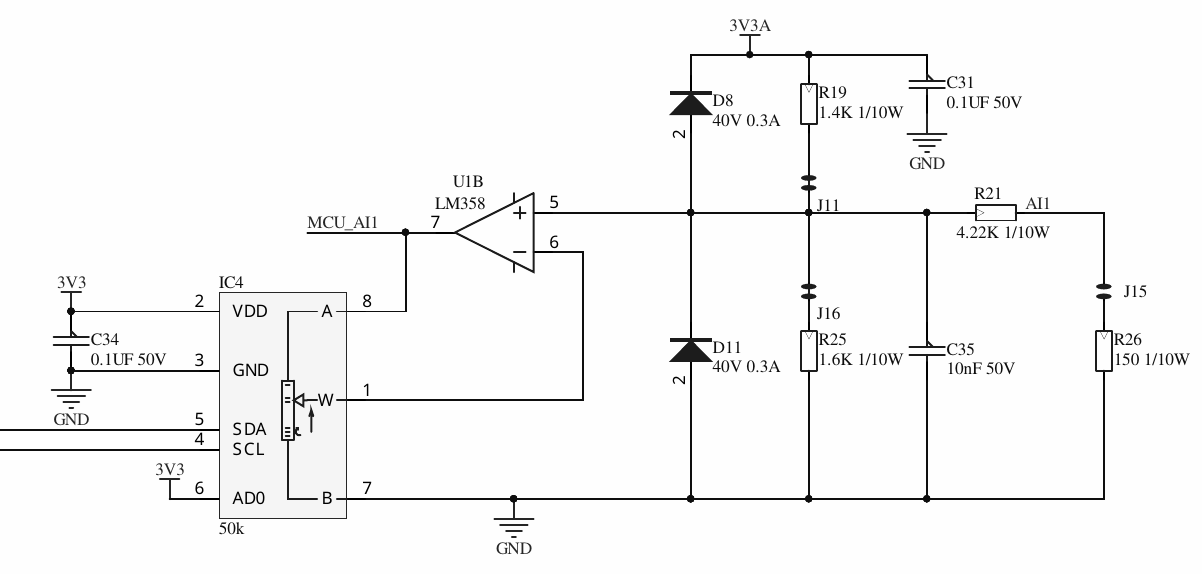 3V3A
D8
40V 0.3A
2
R19
1.4K 1/10W
C31
0.1UF 50V
GND
J11
U1B
LM358
MCU_AI1
7
5
6
+
−
R21
AI1
4.22K 1/10W
IC4
3V3
2
VDD
A
8
C34
0.1UF 50V
3
GND
GND
W
1
5
SDA
4
SCL
3V3
6
AD0
B
7
50k
GND
D11
40V 0.3A
2
J16
R25
1.6K 1/10W
C35
10nF 50V
J15
R26
150 1/10W